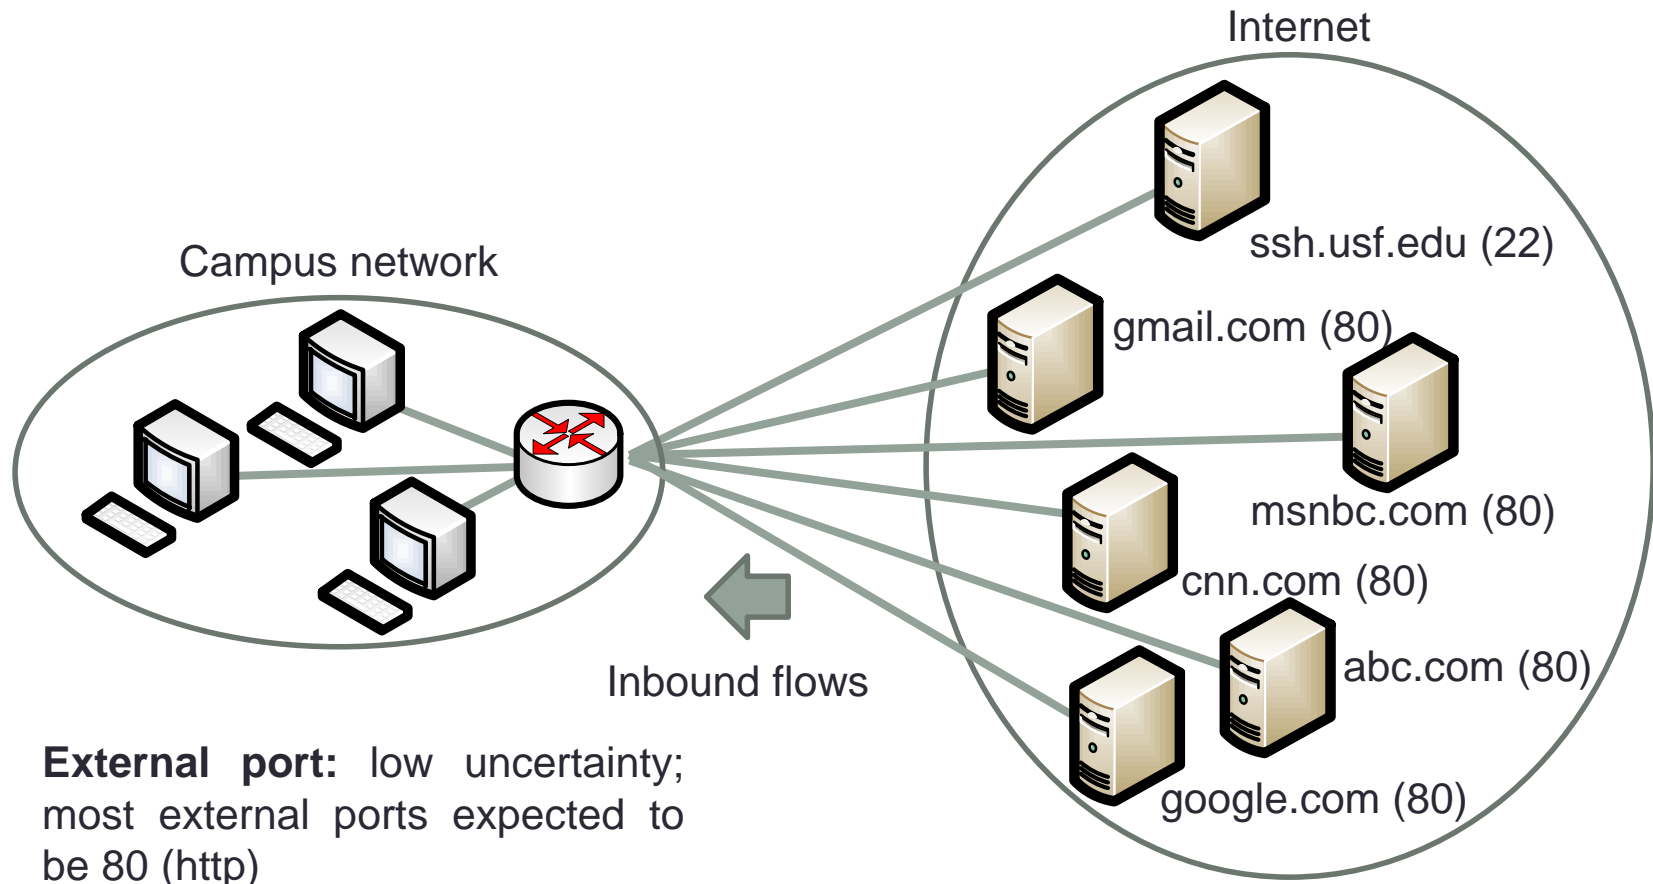 Internet
ssh.usf.edu (22)
Campus network
gmail.com (80)
msnbc.com (80)
cnn.com (80)
abc.com (80)
Inbound flows
google.com (80)
External port: low uncertainty;
most external ports expected to
be 80 (http)